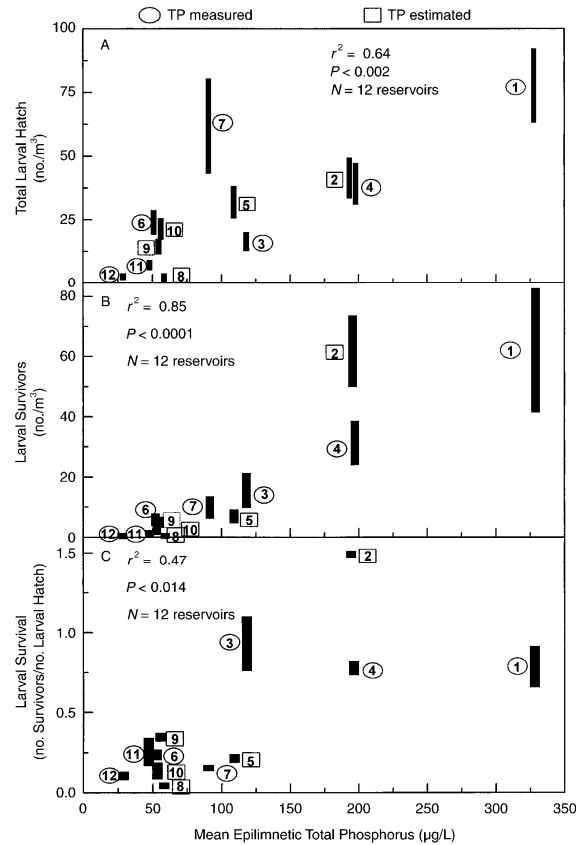 TP measured TP estimated
A
r² = 0.64
P < 0.002
N = 12 reservoirs
Total Larval Hatch
(no./m³)
100
75
50
25
0
1
7
2
4
5
6
10
3
9
11
12
8
B
r² = 0.85
P < 0.0001
N = 12 reservoirs
Larval Survivors
(no./m³)
80
60
40
20
0
1
2
4
3
7
6
9
5
10
12
11
8
C
r² = 0.47
P < 0.014
N = 12 reservoirs
Larval Survival
(no. Survivors/no. Larval Hatch)
1.5
1.0
0.5
0.0
2
3
4
1
9
11
6
5
10
7
12
8
0 50 100 150 200 250 300 350
Mean Epilimnetic Total Phosphorus (µg/L)